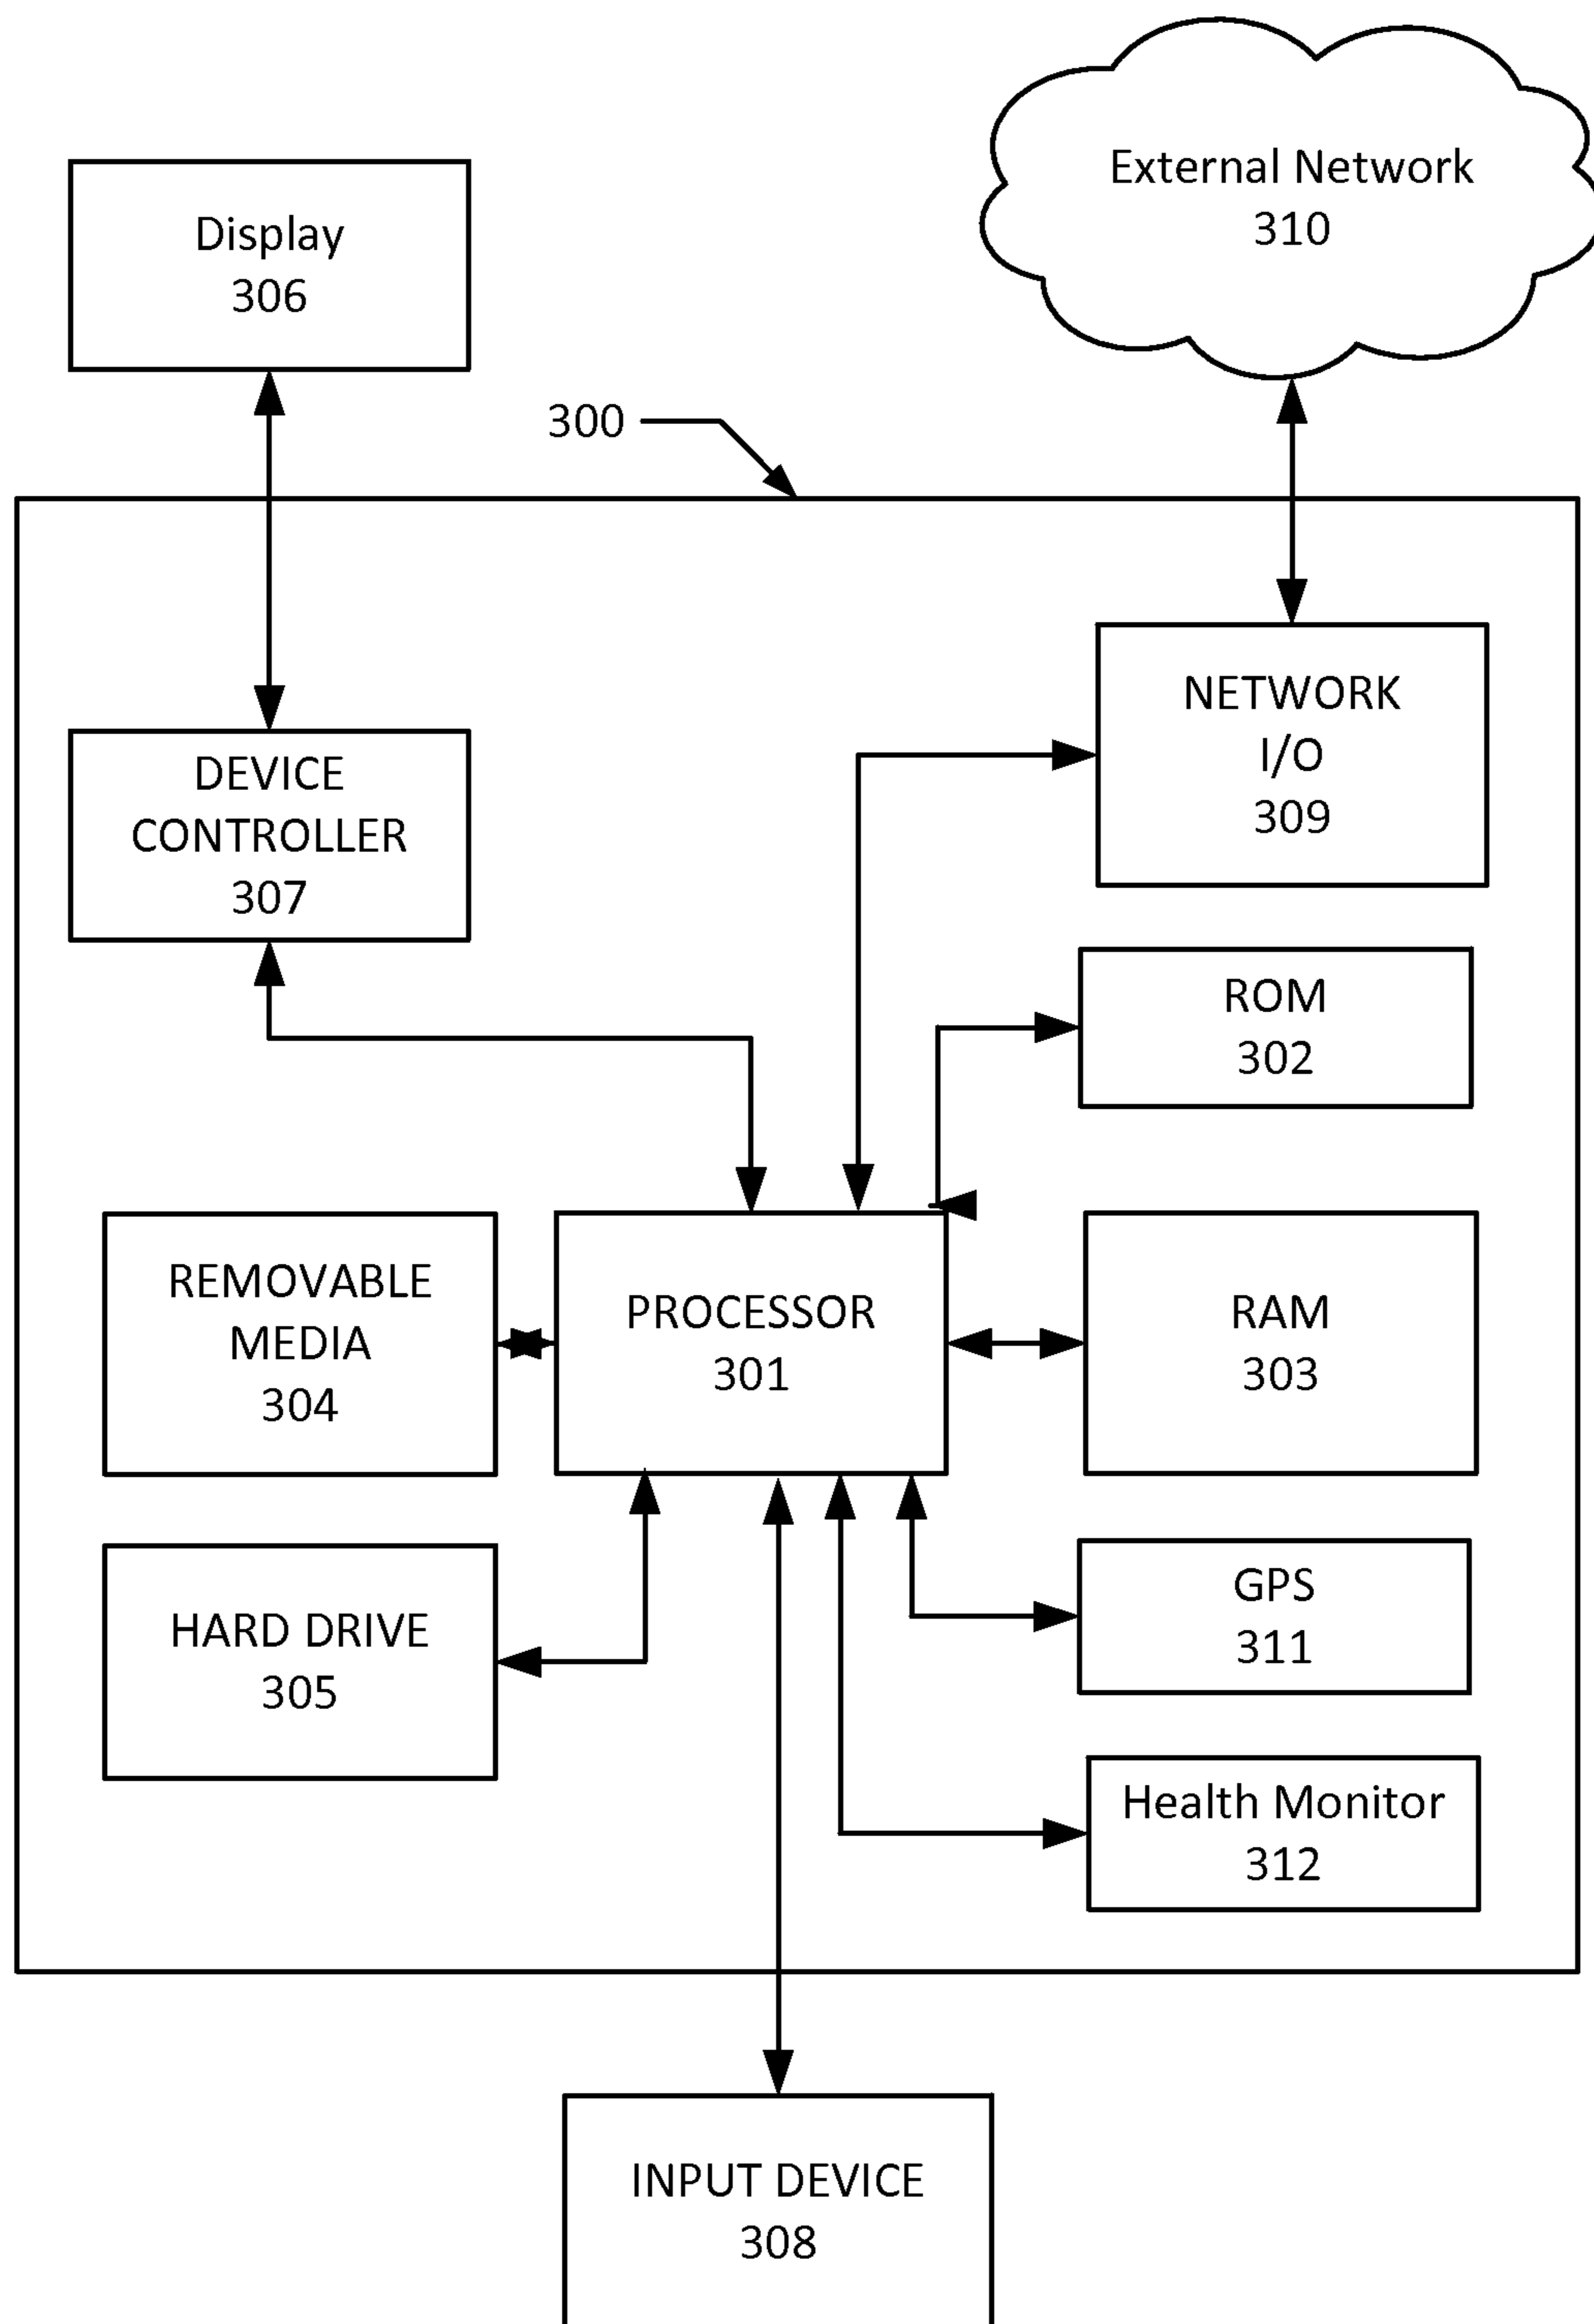 External Network
310
Display
306
300
NETWORK
I/O
309
DEVICE
CONTROLLER
307
ROM
302
REMOVABLE
MEDIA
304
PROCESSOR
301
RAM
303
HARD DRIVE
305
GPS
311
Health Monitor
312
INPUT DEVICE
308